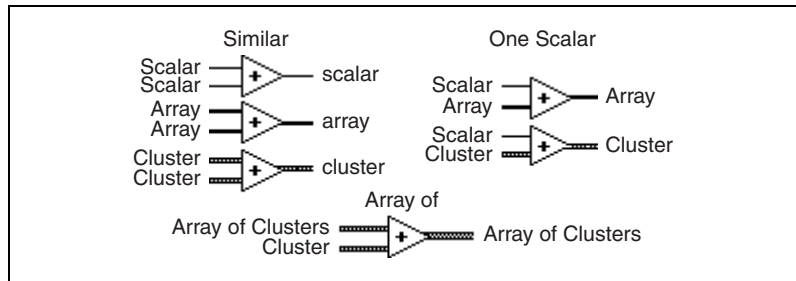 Similar
Scalar
Scalar
scalar
Array
Array
array
Cluster
Cluster
cluster
One Scalar
Scalar
Array
Array
Scalar
Cluster
Cluster
Array of
Array of Clusters
Cluster
Array of Clusters